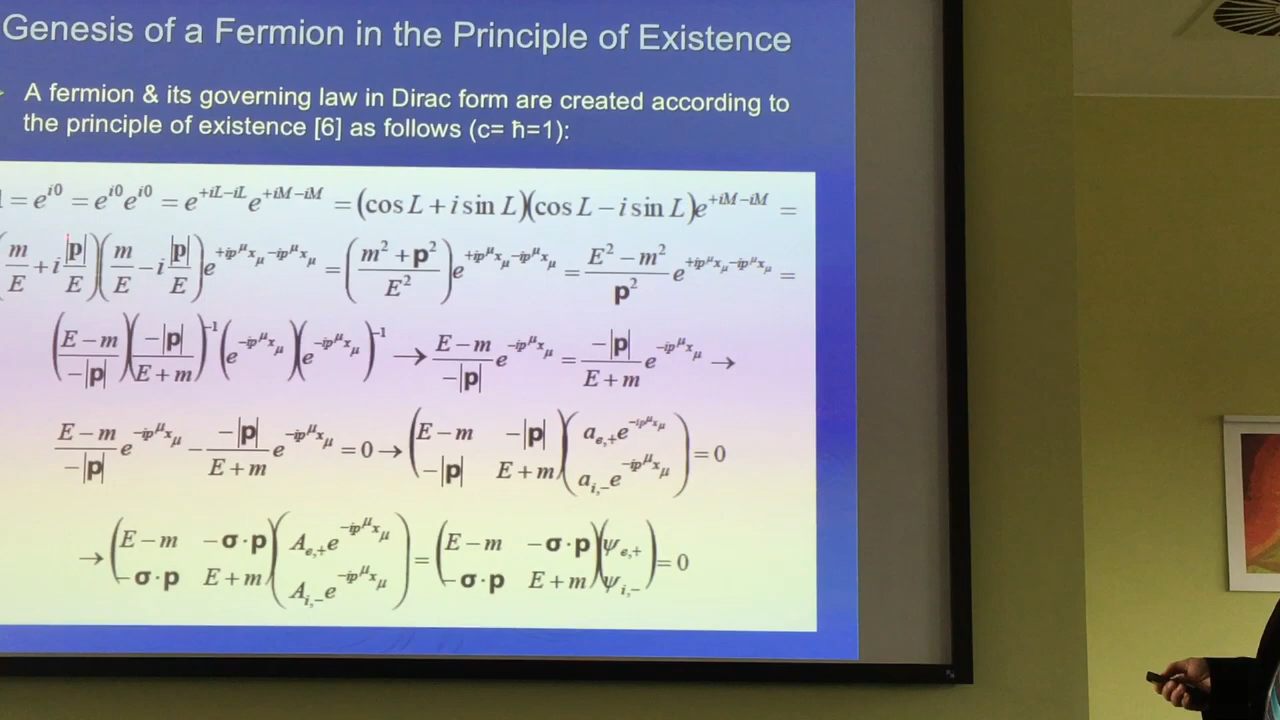 Genesis of a Fermion in the Principle of Existence
A fermion & its governing law in Dirac form are created according to
the principle of existence [6] as follows (c= ħ=1):
1 = e^{i0} = e^{i0}e^{i0} = e^{+iL−iL}e^{+iM−iM} = (cos L + i sin L)(cos L − i sin L)e^{+iM−iM} =
(m/E + i|p|/E)(m/E − i|p|/E)e^{+ip^μx_μ−ip^μx_μ} = ((m²+p²)/E²)e^{+ip^μx_μ−ip^μx_μ} = (E²−m²)/p² e^{+ip^μx_μ−ip^μx_μ} =
((E−m)/(−|p|))(−|p|/(E+m))^{−1}(e^{−ip^μx_μ})(e^{−ip^μx_μ})^{−1} → (E−m)/(−|p|) e^{−ip^μx_μ} = −|p|/(E+m) e^{−ip^μx_μ} →
(E−m)/(−|p|) e^{−ip^μx_μ} − −|p|/(E+m) e^{−ip^μx_μ} = 0 → (E−m −|p| ; −|p| E+m)(a_{e,+}e^{−ip^μx_μ} ; a_{i,−}e^{−ip^μx_μ}) = 0
→ (E−m −σ·p ; −σ·p E+m)(A_{e,+}e^{−ip^μx_μ} ; A_{i,−}e^{−ip^μx_μ}) = (E−m −σ·p ; −σ·p E+m)(ψ_{e,+} ; ψ_{i,−}) = 0